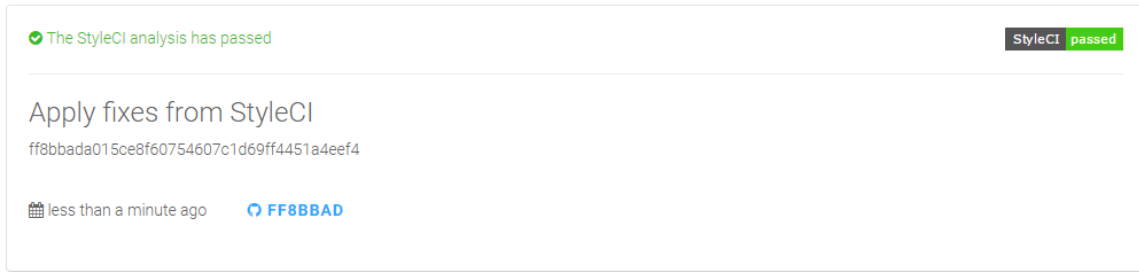 The StyleCI analysis has passed
StyleCI passed
Apply fixes from StyleCI
ff8bbada015ce8f60754607c1d69ff4451a4eef4
less than a minute ago FF8BBAD